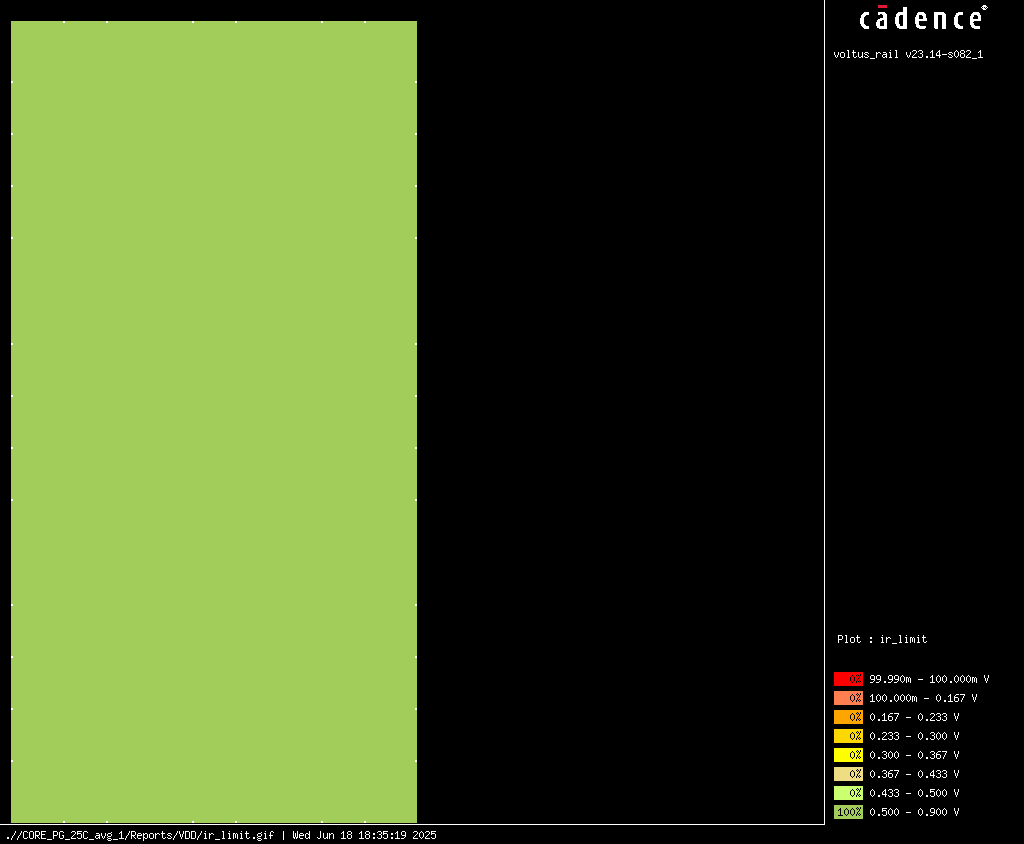 cādence®
voltus_rail v23.14-s082_1
Plot : ir_limit
0% 99.990m - 100.000m V
0% 100.000m - 0.167 V
0% 0.167 - 0.233 V
0% 0.233 - 0.300 V
0% 0.300 - 0.367 V
0% 0.367 - 0.433 V
0% 0.433 - 0.500 V
100% 0.500 - 0.900 V
.//CORE_PG_25C_avg_1/Reports/VDD/ir_limit.gif | Wed Jun 18 18:35:19 2025